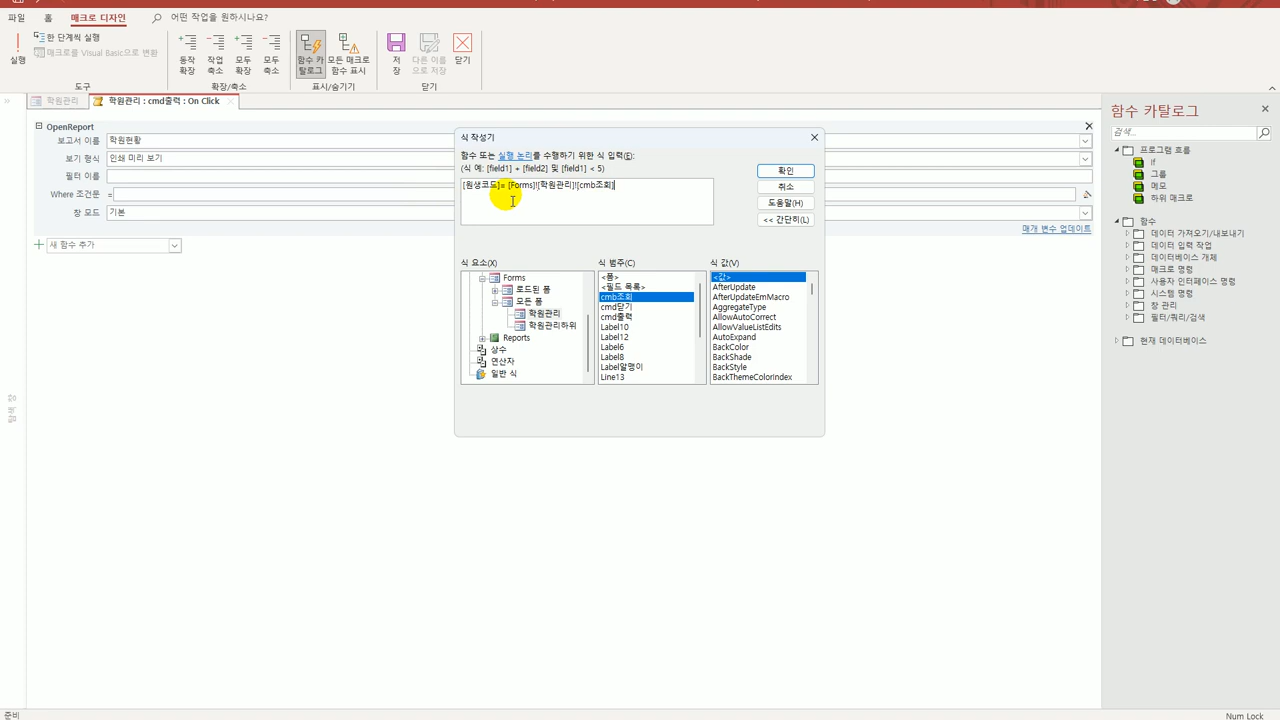 파일 홈 매크로 디자인 어떤 작업을 원하시나요?
실행
한 단계씩 실행
매크로를 Visual Basic으로 변환
동작 확장
작업 축소
모두 확장
모두 축소
함수 카탈로그
모든 매크로 함수 표시
저장
다른 이름으로 저장
닫기
도구 확장/축소 표시/숨기기 닫기
학원관리 학원관리 : cmd출력 : On Click
OpenReport
보고서 이름 학원현황
보기 형식 인쇄 미리 보기
필터 이름
Where 조건문 =
창 모드 기본
매개 변수 업데이트
새 함수 추가
탐색 창
식 작성기
함수 또는 실행 논리를 수행하기 위한 식 입력(E):
(식 예: [field1] + [field2] 및 [field1] < 5)
[원생코드]= [Forms]![학원관리]![cmb조회]
확인
취소
도움말(H)
<< 간단히(L)
식 요소(X)
Forms
로드된 폼
모든 폼
학원관리
학원관리하위
Reports
상수
연산자
일반 식
식 범주(C)
<폼>
<필드 목록>
cmb조회
cmd닫기
cmd출력
Label10
Label12
Label6
Label8
Label알맹이
Line13
식 값(V)
<값>
AfterUpdate
AfterUpdateEmMacro
AggregateType
AllowAutoCorrect
AllowValueListEdits
AutoExpand
BackColor
BackShade
BackStyle
BackThemeColorIndex
함수 카탈로그
검색...
프로그램 흐름
If
그룹
메모
하위 매크로
함수
데이터 가져오기/내보내기
데이터 입력 작업
데이터베이스 개체
매크로 명령
사용자 인터페이스 명령
시스템 명령
창 관리
필터/쿼리/검색
현재 데이터베이스
준비
Num Lock